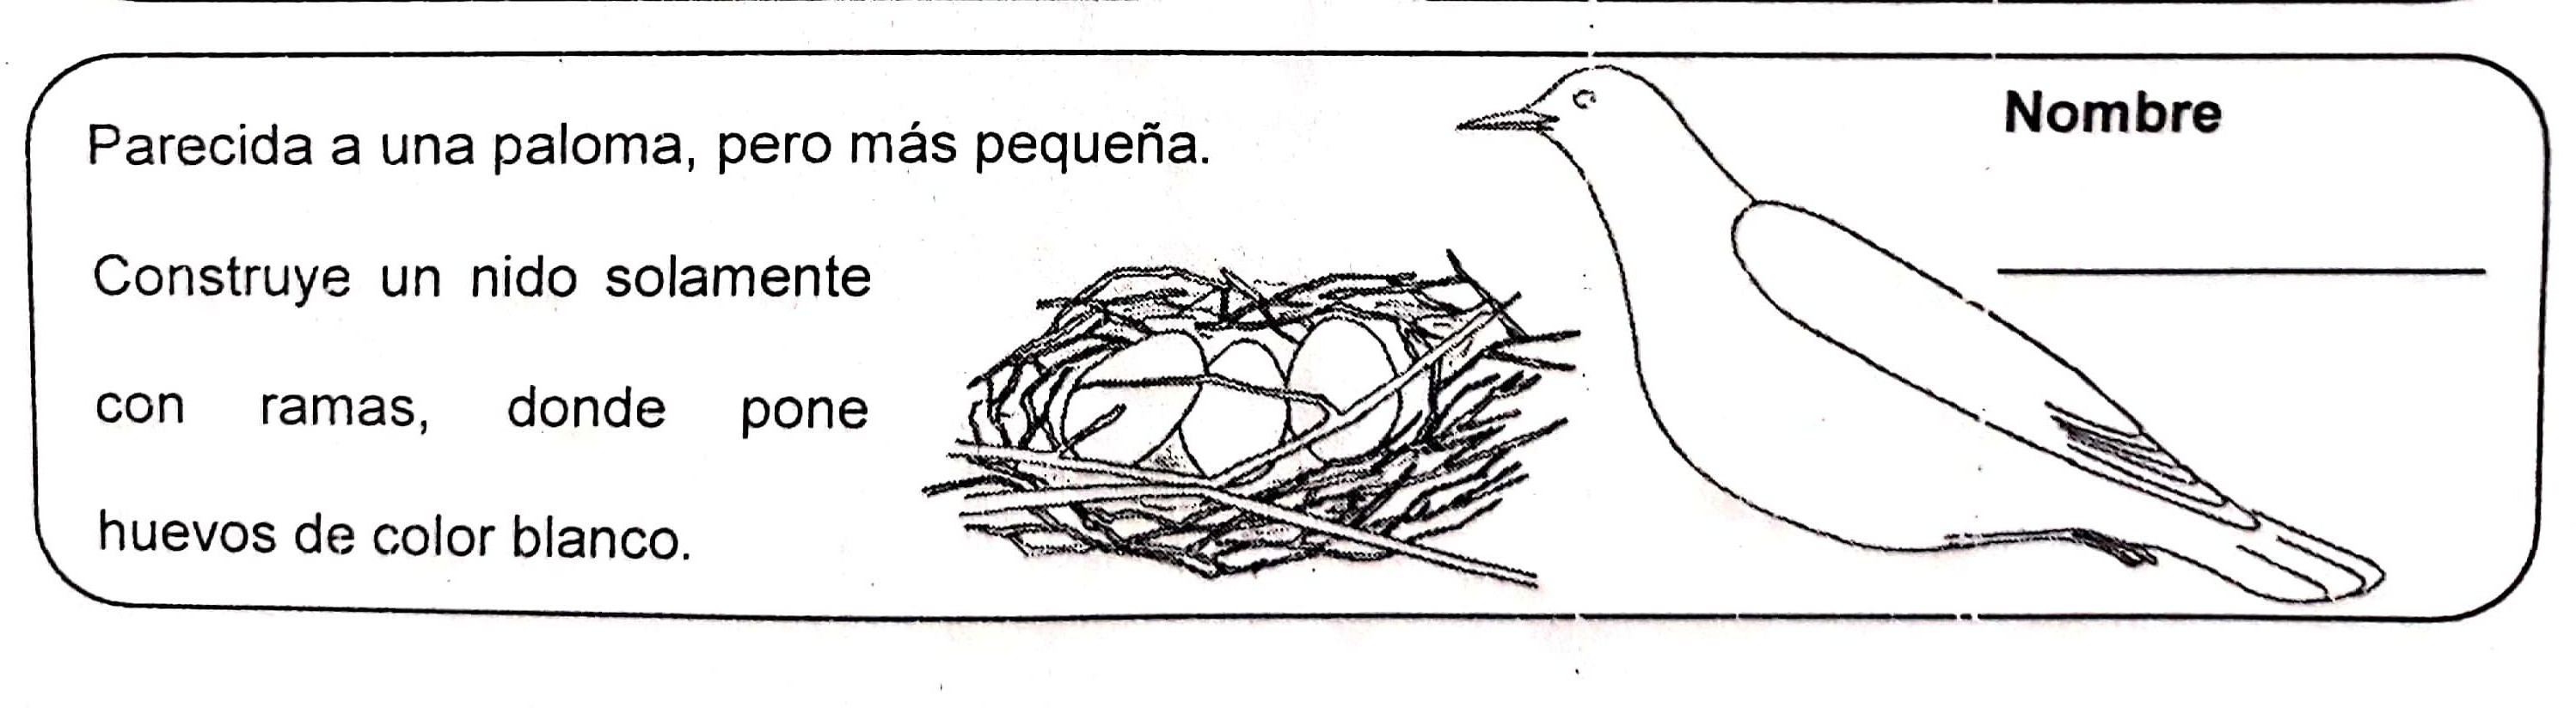 Parecida a una paloma, pero más pequeña.
Construye un nido solamente
con ramas, donde pone
huevos de color blanco.
Nombre